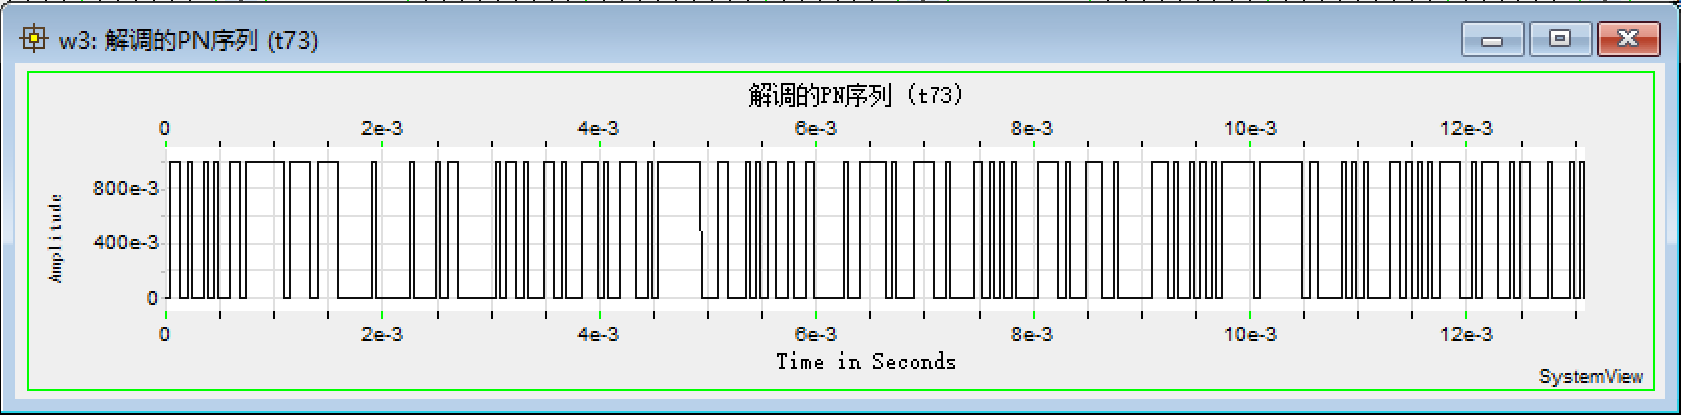 w3: 解调的PN序列 (t73)
解调的PN序列 (t73)
0 2e-3 4e-3 6e-3 8e-3 10e-3 12e-3
800e-3
400e-3
0
Amplitude
0 2e-3 4e-3 6e-3 8e-3 10e-3 12e-3
Time in Seconds
SystemView